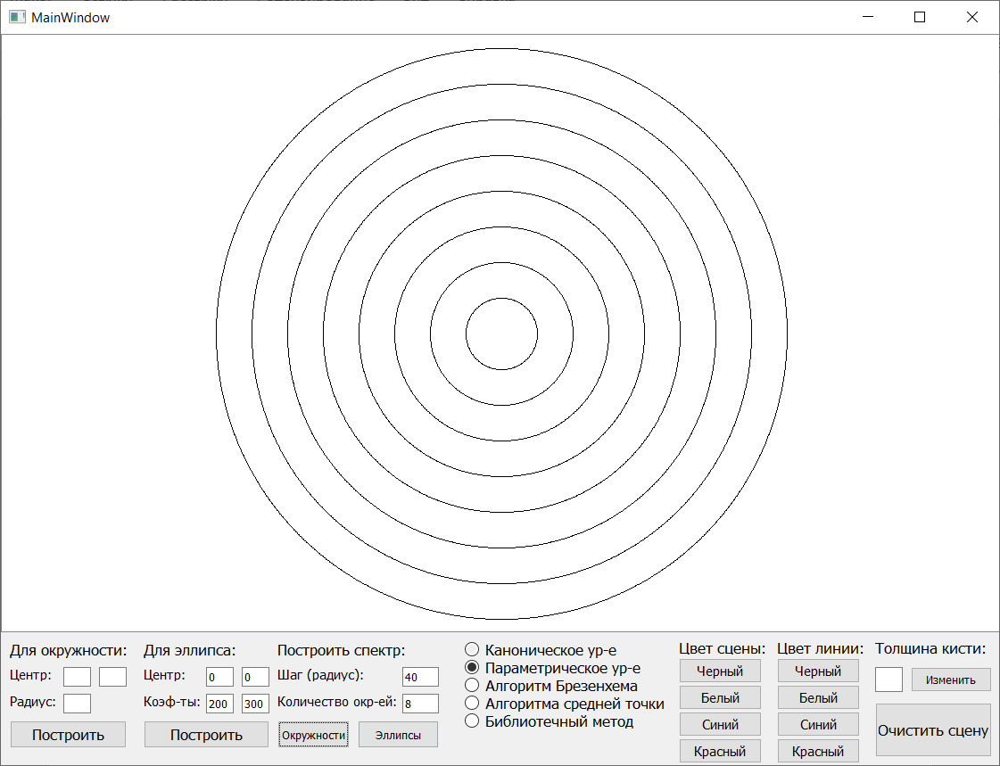 MainWindow
Для окружности:
Центр:
Радиус:
Построить
Для эллипса:
Центр: 0 0
Коэф-ты: 200 300
Построить
Построить спектр:
Шаг (радиус): 40
Количество окр-ей: 8
Окружности Эллипсы
Каноническое ур-е
Параметрическое ур-е
Алгоритм Брезенхема
Алгоритма средней точки
Библиотечный метод
Цвет сцены:
Черный
Белый
Синий
Красный
Цвет линии:
Черный
Белый
Синий
Красный
Толщина кисти:
Изменить
Очистить сцену